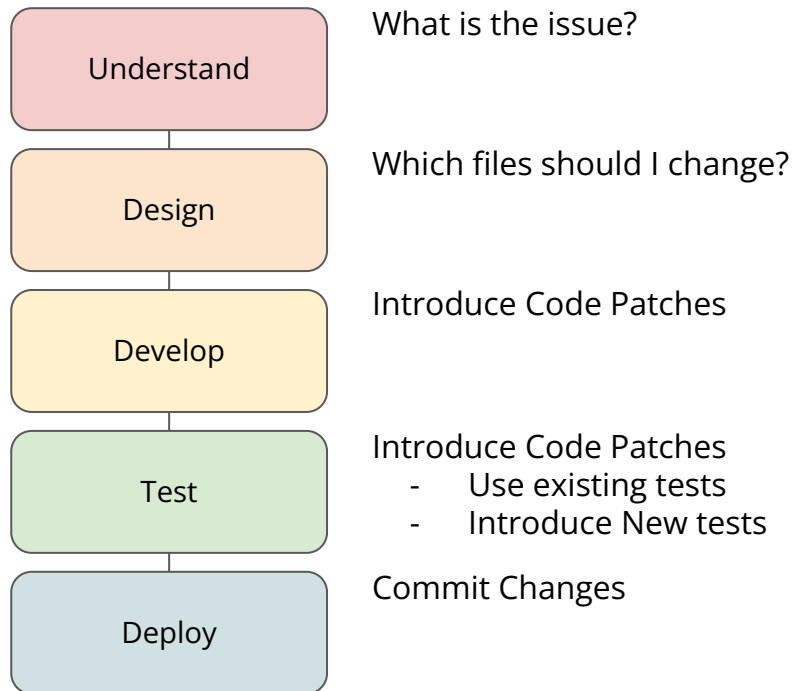 Understand
What is the issue?
Design
Which files should I change?
Develop
Introduce Code Patches
Test
Introduce Code Patches
- Use existing tests
- Introduce New tests
Deploy
Commit Changes